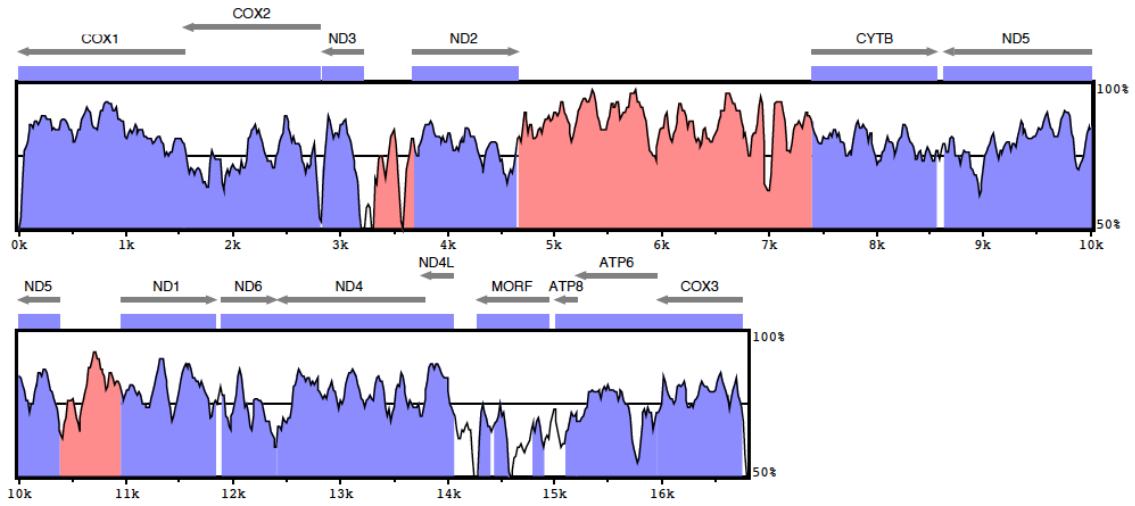 COX2
COX1 ND3 ND2 CYTB ND5
100%
50%
0k 1k 2k 3k 4k 5k 6k 7k 8k 9k 10k
ND4L ATP6
ND5 ND1 ND6 ND4 MORF ATP8 COX3
100%
50%
10k 11k 12k 13k 14k 15k 16k